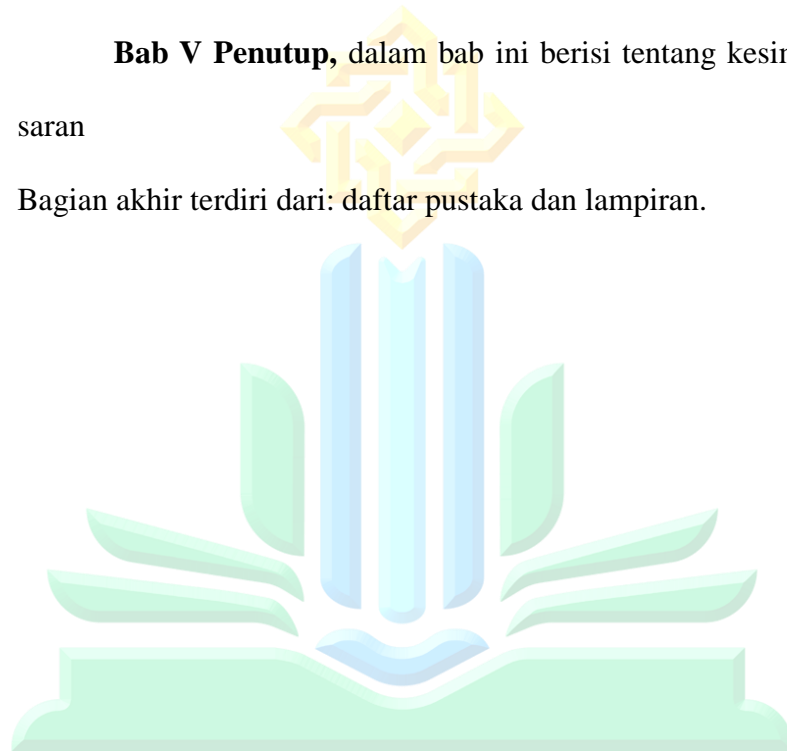 Bab V Penutup, dalam bab ini berisi tentang
saran
Bagian akhir terdiri dari: daftar pustaka dan lampiran.